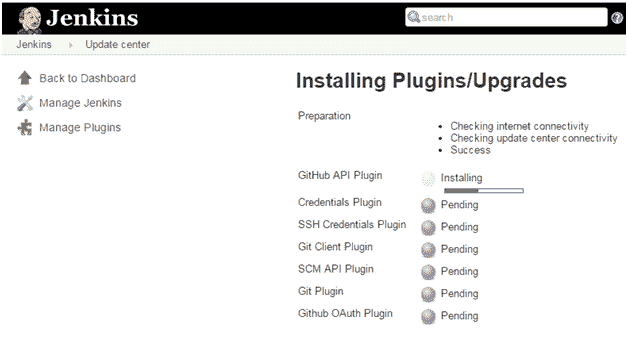 Jenkins
search
Jenkins Update center
Back to Dashboard
Manage Jenkins
Manage Plugins
Installing Plugins/Upgrades
Preparation
Checking internet connectivity
Checking update center connectivity
Success
GitHub API Plugin Installing
Credentials Plugin Pending
SSH Credentials Plugin Pending
Git Client Plugin Pending
SCM API Plugin Pending
Git Plugin Pending
Github OAuth Plugin Pending